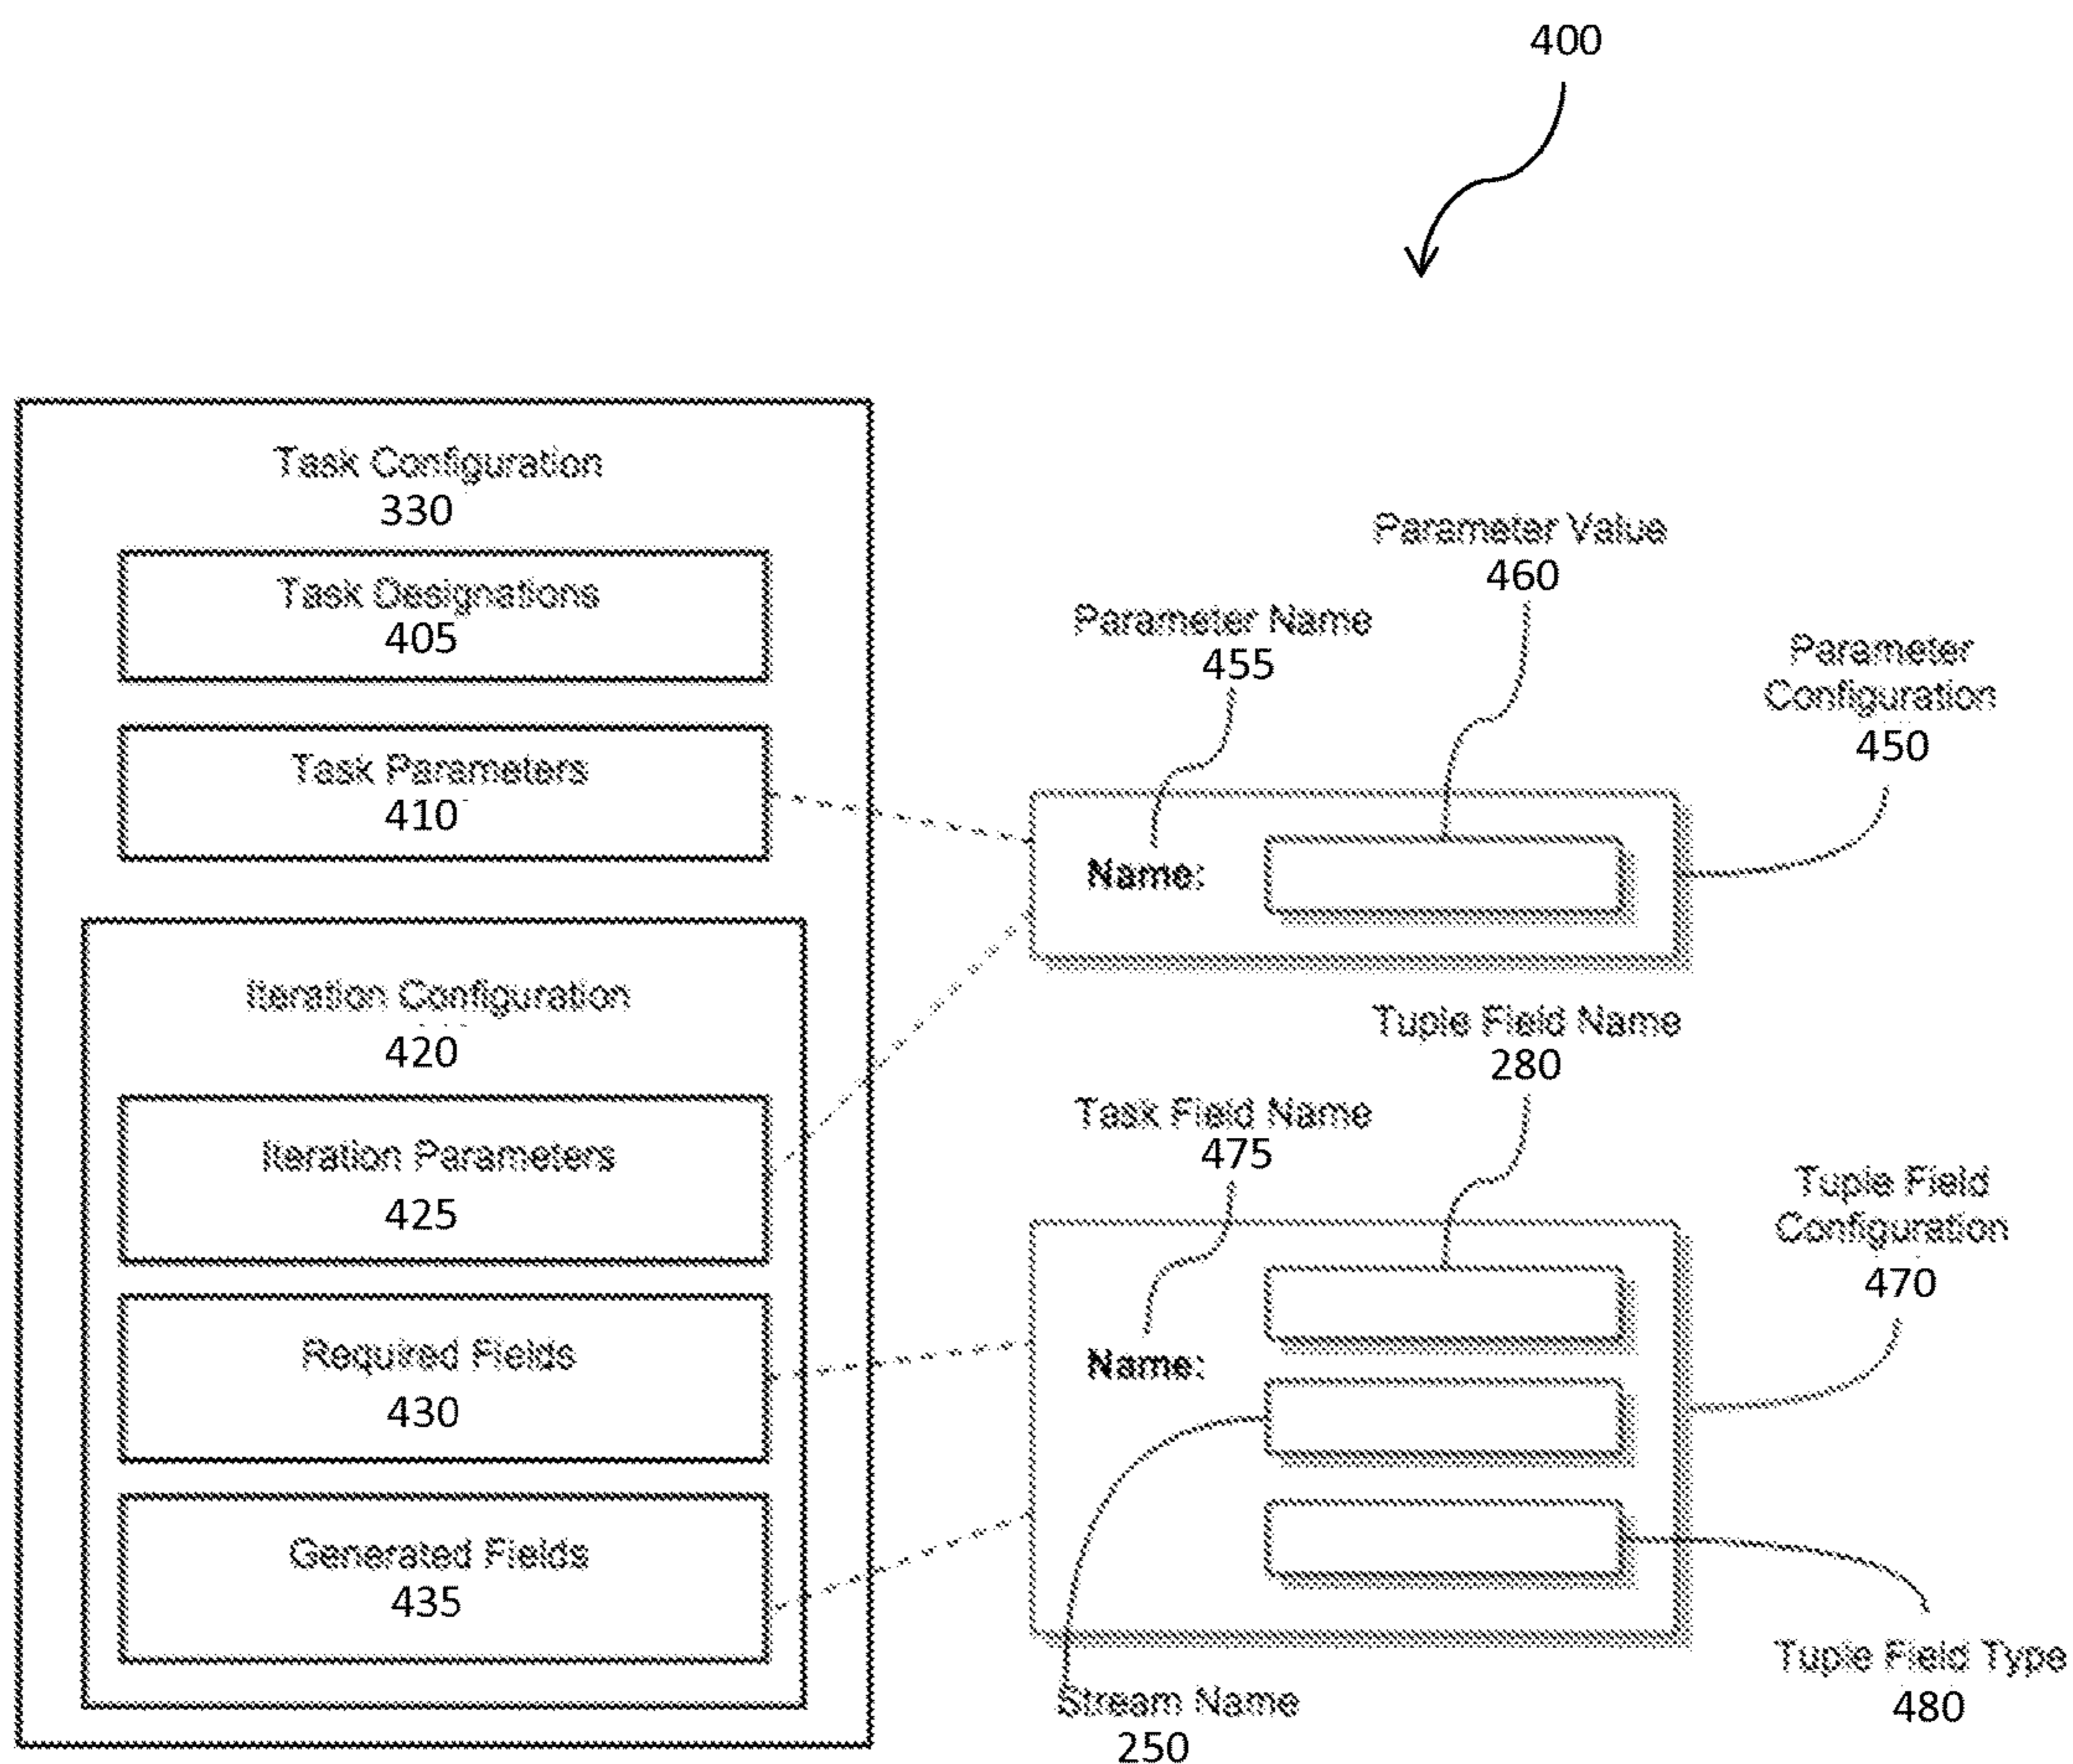 400
Task Configuration
330
Task Designations
405
Task Parameters
410
Iteration Configuration
420
Iteration Parameters
425
Required Fields
430
Generated Fields
435
Parameter Value
460
Parameter Name
455
Parameter
Configuration
450
Name:
Tuple Field Name
280
Task Field Name
475
Tuple Field
Configuration
470
Name:
Stream Name
250
Tuple Field Type
480